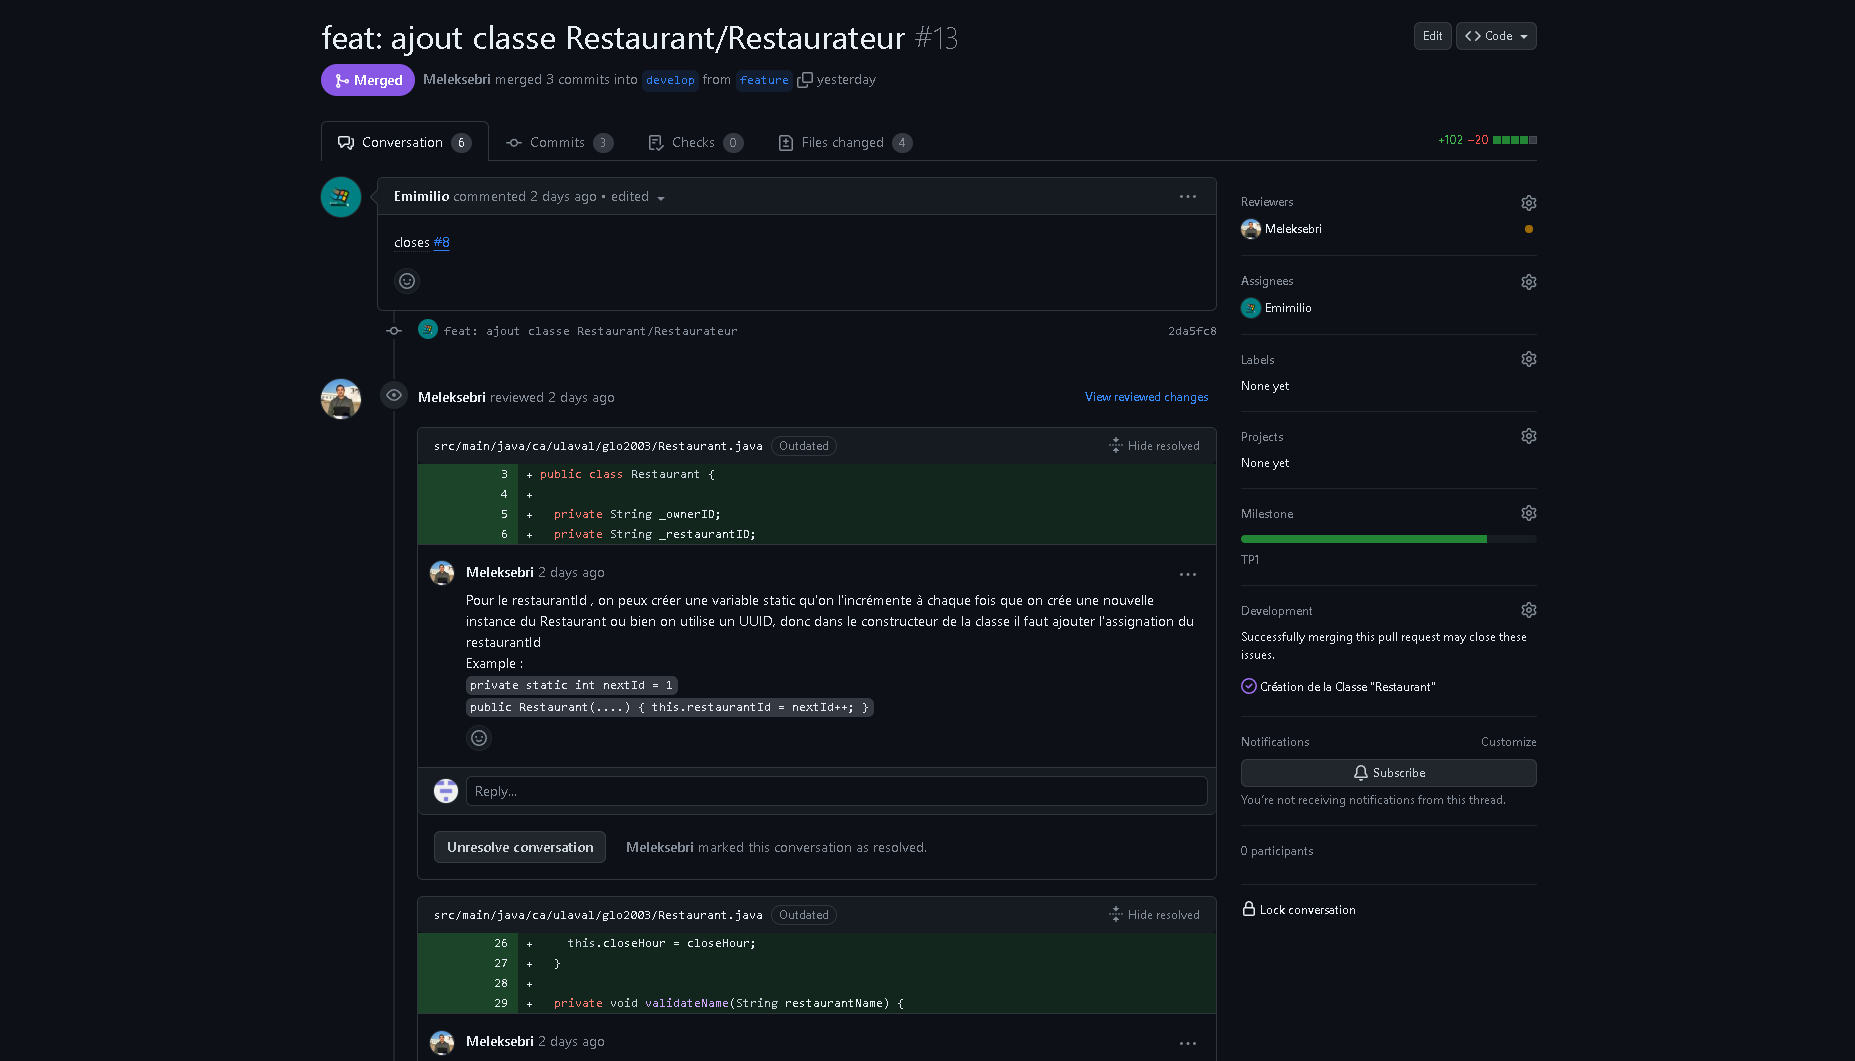 feat: ajout classe Restaurant/Restaurateur #13
Edit
Code
Merged
Meleksebri merged 3 commits into develop from feature yesterday
Conversation 6
Commits 3
Checks 0
Files changed 4
+102 −20
Emimilio commented 2 days ago • edited
closes #8
feat: ajout classe Restaurant/Restaurateur
2da5fc8
Meleksebri reviewed 2 days ago
View reviewed changes
src/main/java/ca/ulaval/glo2003/Restaurant.java Outdated
Hide resolved
3 + public class Restaurant {
4 +
5 + private String _ownerID;
6 + private String _restaurantID;
Meleksebri 2 days ago
Pour le restaurantId , on peux créer une variable static qu'on l'incrémente à chaque fois que on crée une nouvelle
instance du Restaurant ou bien on utilise un UUID, donc dans le constructeur de la classe il faut ajouter l'assignation du
restaurantId
Example :
private static int nextId = 1
public Restaurant(....) { this.restaurantId = nextId++; }
Reply...
Unresolve conversation
Meleksebri marked this conversation as resolved.
src/main/java/ca/ulaval/glo2003/Restaurant.java Outdated
Hide resolved
26 + this.closeHour = closeHour;
27 + }
28 +
29 + private void validateName(String restaurantName) {
Meleksebri 2 days ago
Reviewers
Meleksebri
Assignees
Emimilio
Labels
None yet
Projects
None yet
Milestone
TP1
Development
Successfully merging this pull request may close these
issues.
Création de la Classe "Restaurant"
Notifications
Customize
Subscribe
You're not receiving notifications from this thread.
0 participants
Lock conversation